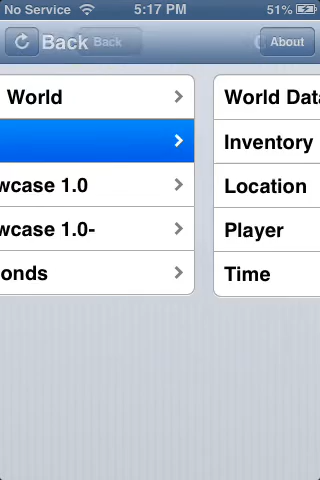 No Service 5:17 PM 51%
Back Back About
World
wcase 1.0
wcase 1.0-
onds
World Data
Inventory
Location
Player
Time